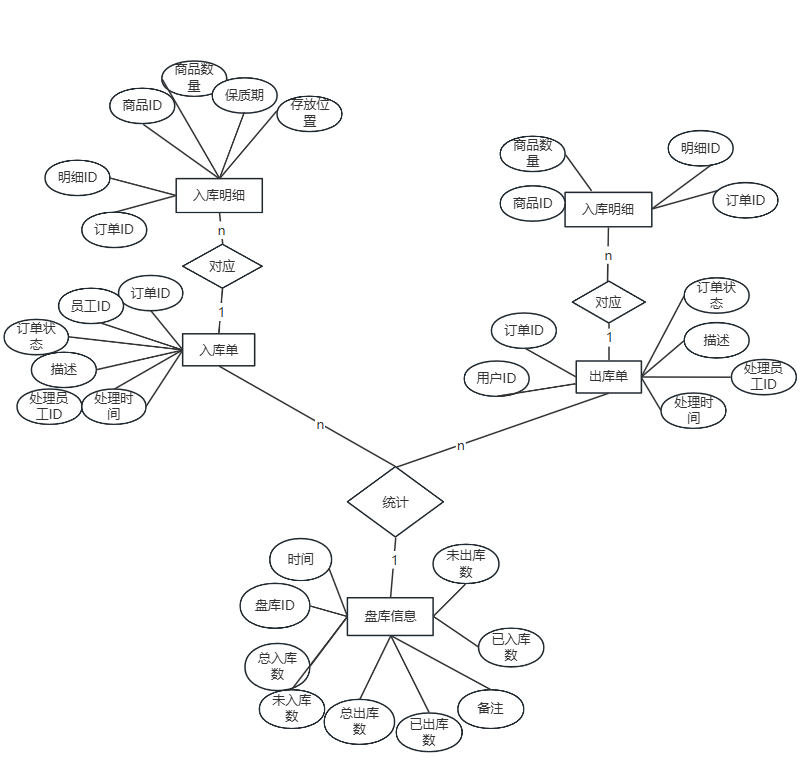 商品数
量
保质期
商品ID
存放位
置
明细ID
入库明细
订单ID
n
对应
订单ID
员工ID
1
订单状
态
入库单
描述
处理员
工ID
处理时
间
商品数
量
明细ID
商品ID
入库明细
订单ID
n
对应
订单状
态
订单ID
1
描述
用户ID
出库单
处理员
工ID
处理时
间
n
n
统计
1
时间
未出库
数
盘库ID
盘库信息
已入库
数
总入库
数
未入库
数
总出库
数
已出库
数
备注